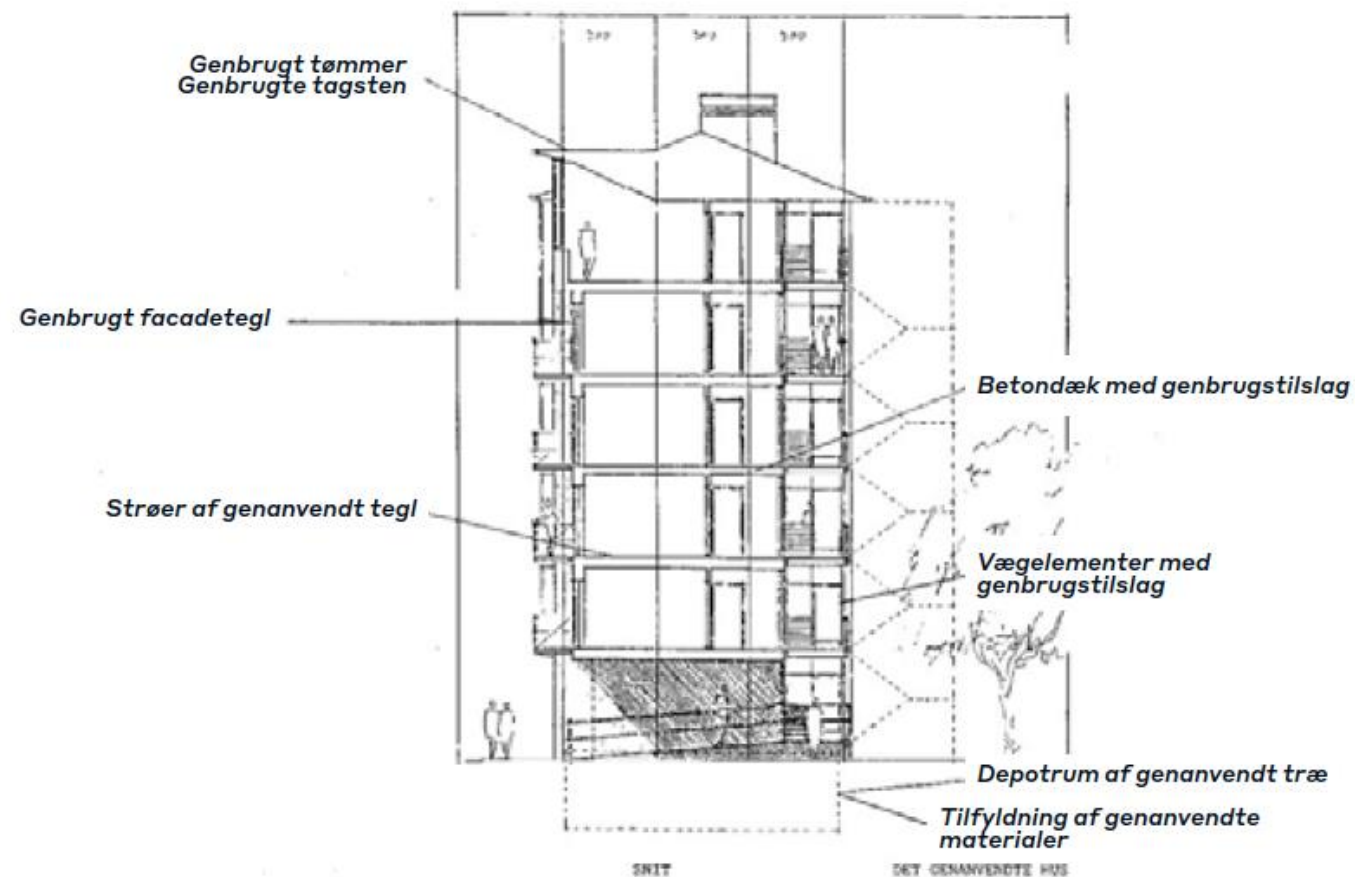 Genbrugt tømmer
Genbrugte tagsten
Genbrugt facadetegl
Betondæk med genbrugstilslag
Strøer af genanvendt tegl
Vægelementer med
genbrugstilslag
Depotrum af genanvendt træ
Tilfyldning af genanvendte
materialer
SNIT
DET GENANVENDTE HUS